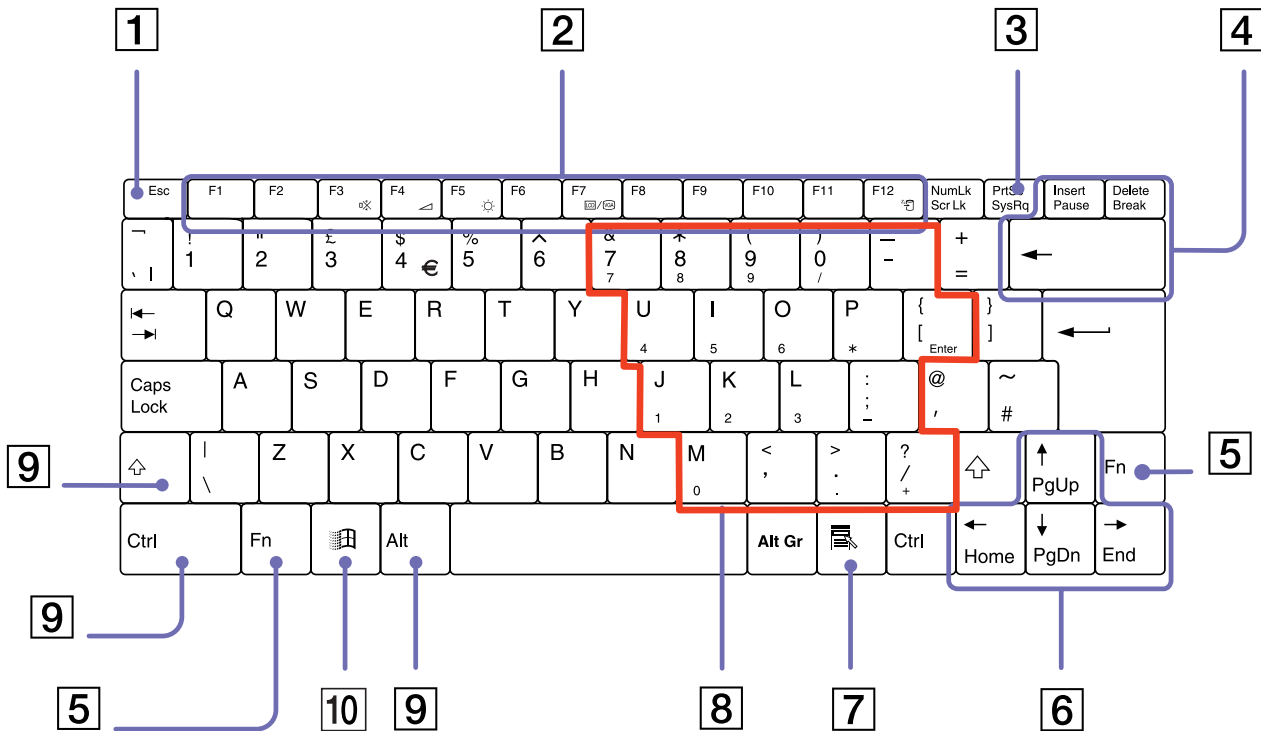 1 2 3 4
Esc F1 F2 F3 F4 F5 F6 F7 LCD / VGA F8 F9 F10 F11 F12 NumLk PrtSc Insert Delete
Scr Lk SysRq Pause Break
¬ ! " £ $ % ^ & * ( ) _ +
` | 1 2 3 4 € 5 6 7 8 9 0 - =
7 8 9 /
Q W E R T Y U I O P { }
[ ]
4 5 6 * Enter
Caps A S D F G H J K L : @ ~
Lock ; ' #
1 2 3 -
9 | Z X C V B N M < > ? PgUp Fn 5
\ , . /
0 . +
Ctrl Fn Alt Alt Gr Ctrl Home PgDn End
9
5 10 9 8 7 6